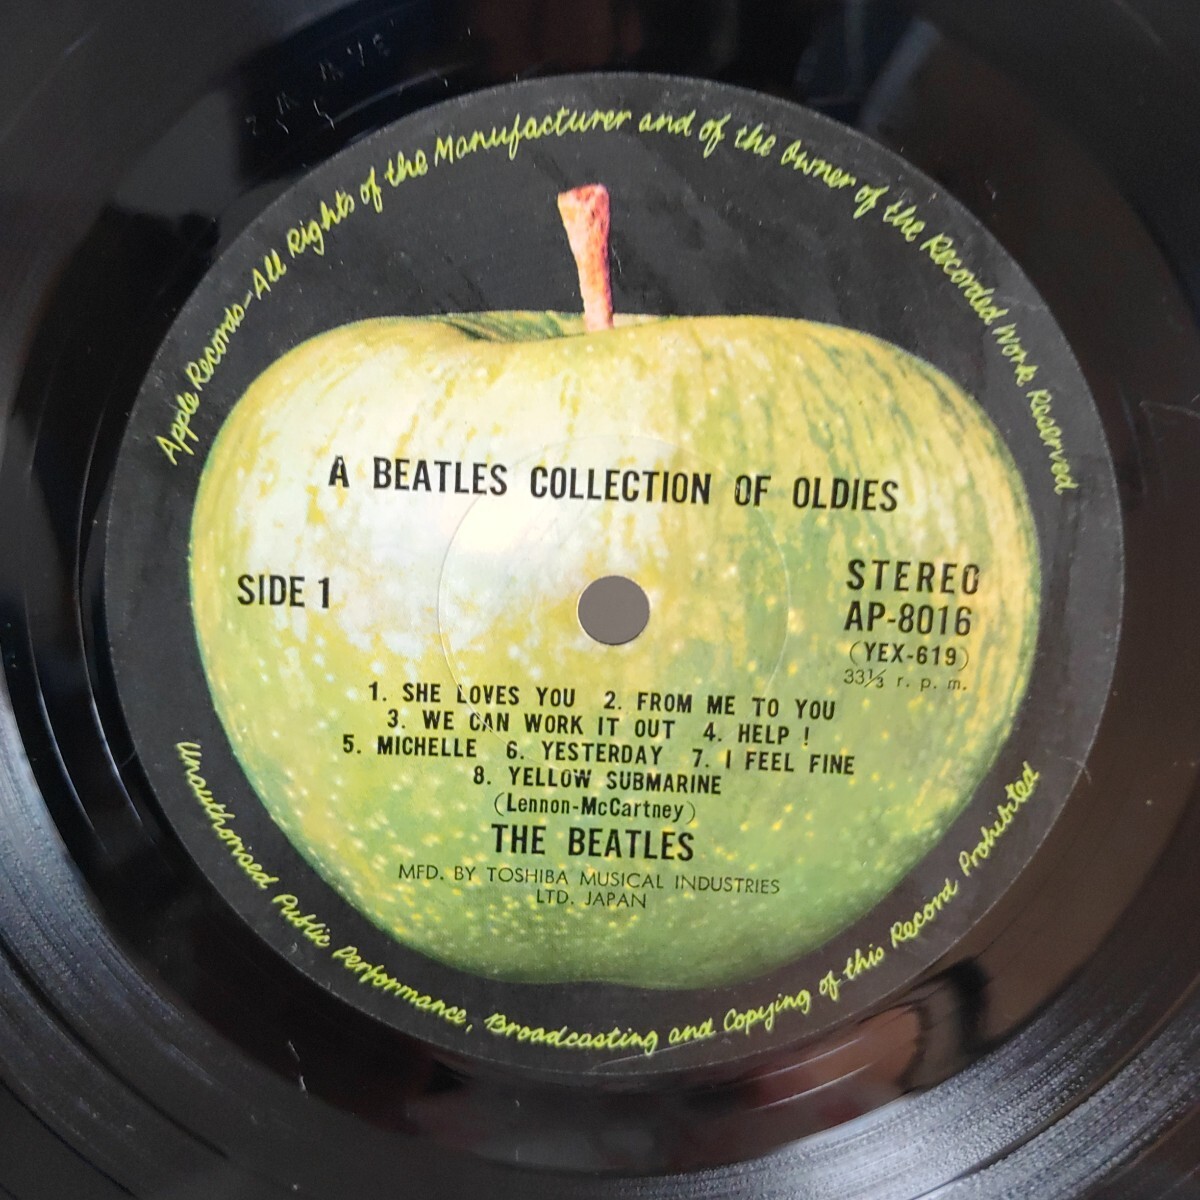 Apple Records-All Rights of the Manufacturer and of the Owner of the Recorded Work Reserved
A BEATLES COLLECTION OF OLDIES
SIDE 1
STEREO
AP-8016
(YEX-619)
33⅓ r. p. m.
1. SHE LOVES YOU 2. FROM ME TO YOU
3. WE CAN WORK IT OUT 4. HELP !
5. MICHELLE 6. YESTERDAY 7. I FEEL FINE
8. YELLOW SUBMARINE
(Lennon-McCartney)
THE BEATLES
MFD. BY TOSHIBA MUSICAL INDUSTRIES
LTD. JAPAN
Unauthorised Public Performance, Broadcasting and Copying of this Record Prohibited